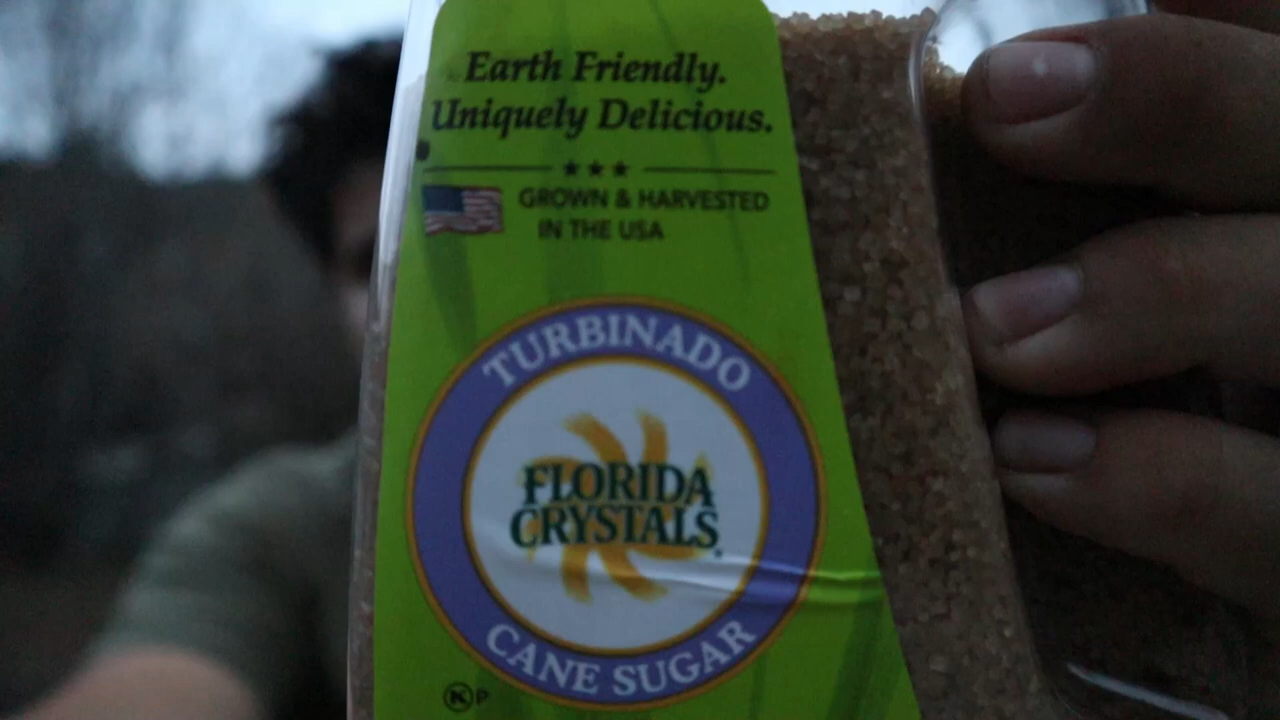 Earth Friendly.
Uniquely Delicious.
GROWN & HARVESTED
IN THE USA
TURBINADO
FLORIDA
CRYSTALS
CANE SUGAR
K P